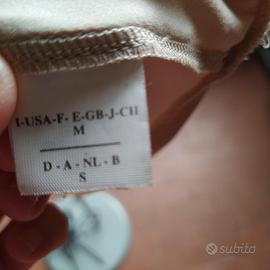 I-USA-F-E-GB-J-CH
M
D-A-NL-B
S
subito